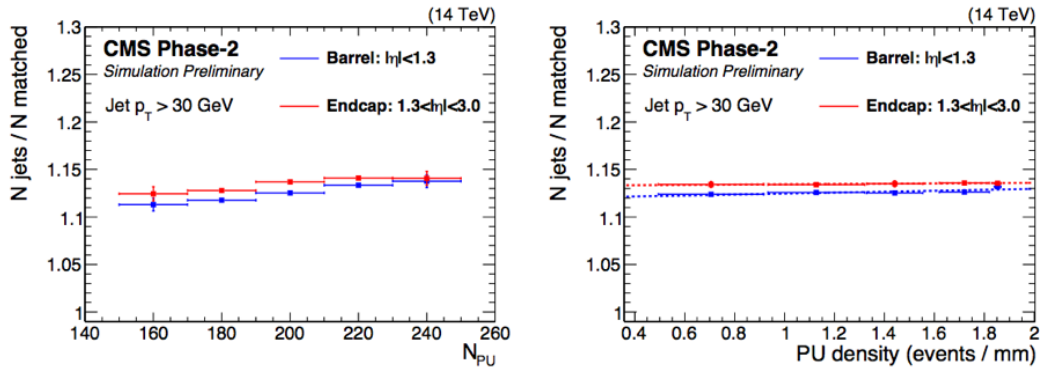 (14 TeV)
N jets / N matched
1.3
1.25
1.2
1.15
1.1
1.05
1
CMS Phase-2
Simulation Preliminary
Jet pT > 30 GeV
Barrel: |η|<1.3
Endcap: 1.3<|η|<3.0
140 160 180 200 220 240 260
NPU
(14 TeV)
N jets / N matched
1.3
1.25
1.2
1.15
1.1
1.05
1
CMS Phase-2
Simulation Preliminary
Jet pT > 30 GeV
Barrel: |η|<1.3
Endcap: 1.3<|η|<3.0
0.4 0.6 0.8 1 1.2 1.4 1.6 1.8 2
PU density (events / mm)